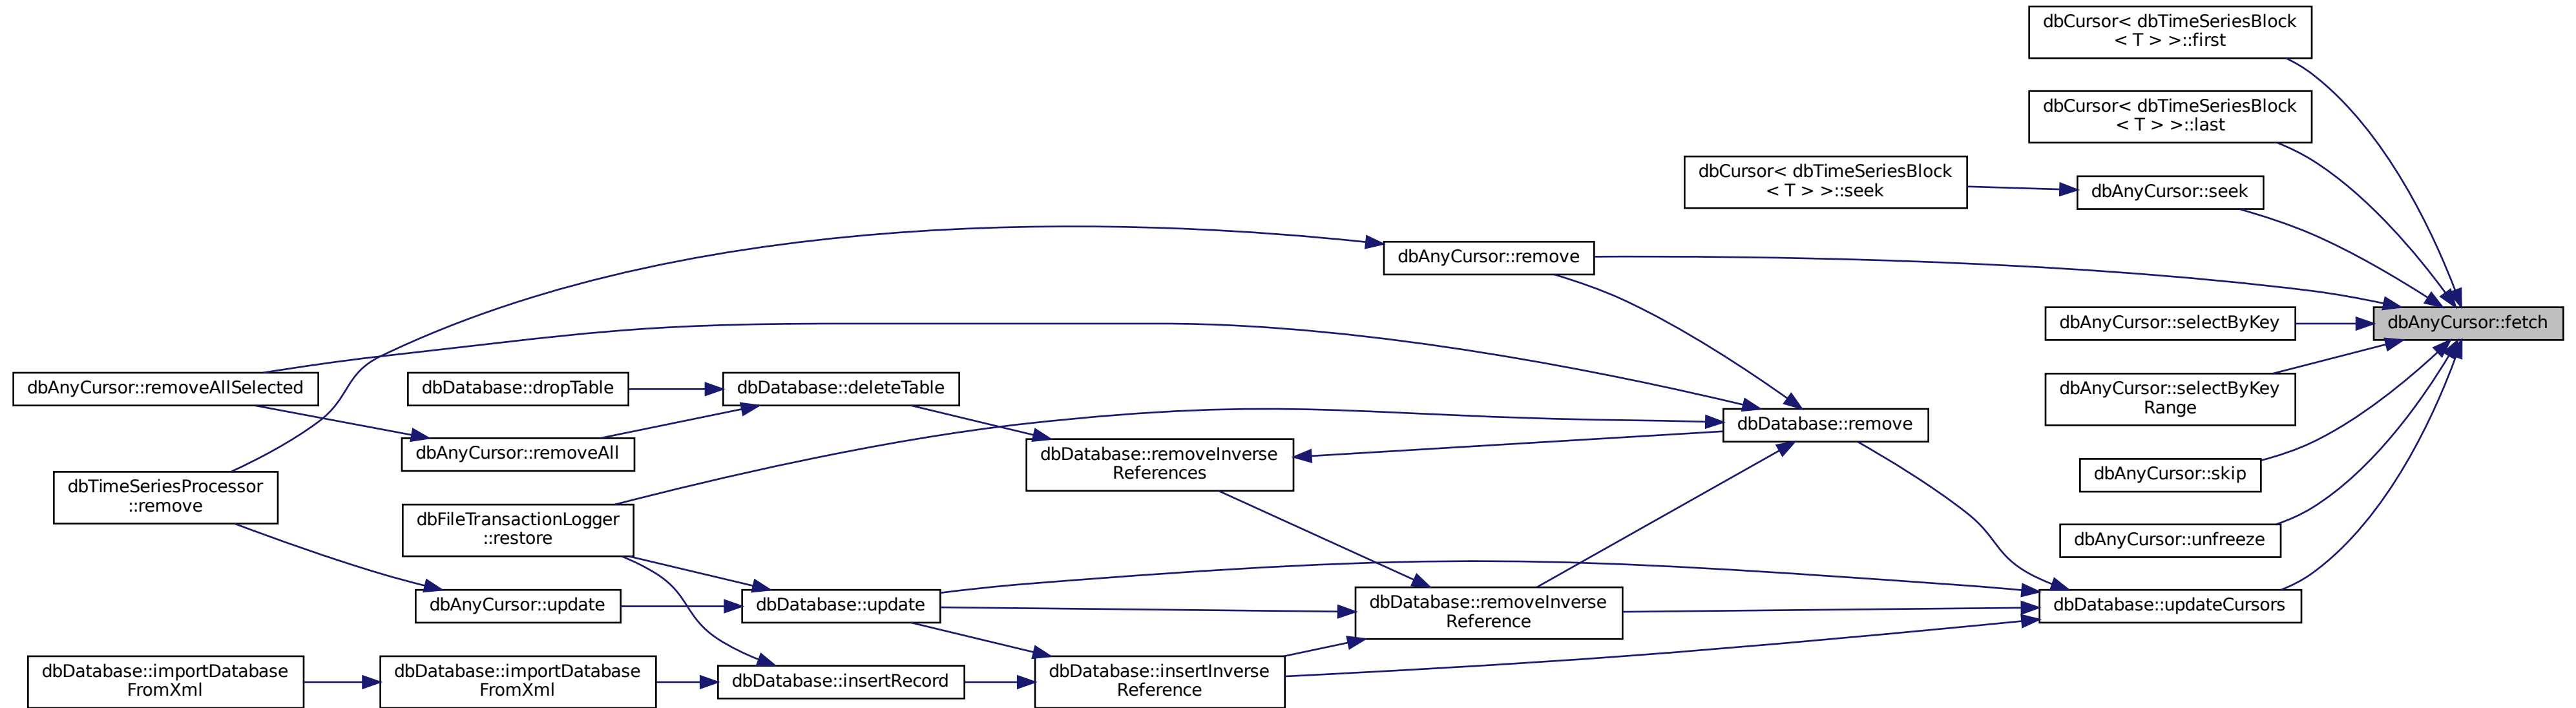 dbCursor< dbTimeSeriesBlock
< T > >::first
dbCursor< dbTimeSeriesBlock
< T > >::last
dbCursor< dbTimeSeriesBlock
< T > >::seek
dbAnyCursor::seek
dbAnyCursor::remove
dbAnyCursor::selectByKey
dbAnyCursor::fetch
dbAnyCursor::removeAllSelected
dbDatabase::dropTable
dbDatabase::deleteTable
dbAnyCursor::selectByKey
Range
dbDatabase::remove
dbAnyCursor::removeAll
dbDatabase::removeInverse
References
dbAnyCursor::skip
dbTimeSeriesProcessor
::remove
dbFileTransactionLogger
::restore
dbAnyCursor::unfreeze
dbAnyCursor::update
dbDatabase::update
dbDatabase::removeInverse
Reference
dbDatabase::updateCursors
dbDatabase::importDatabase
FromXml
dbDatabase::importDatabase
FromXml
dbDatabase::insertRecord
dbDatabase::insertInverse
Reference